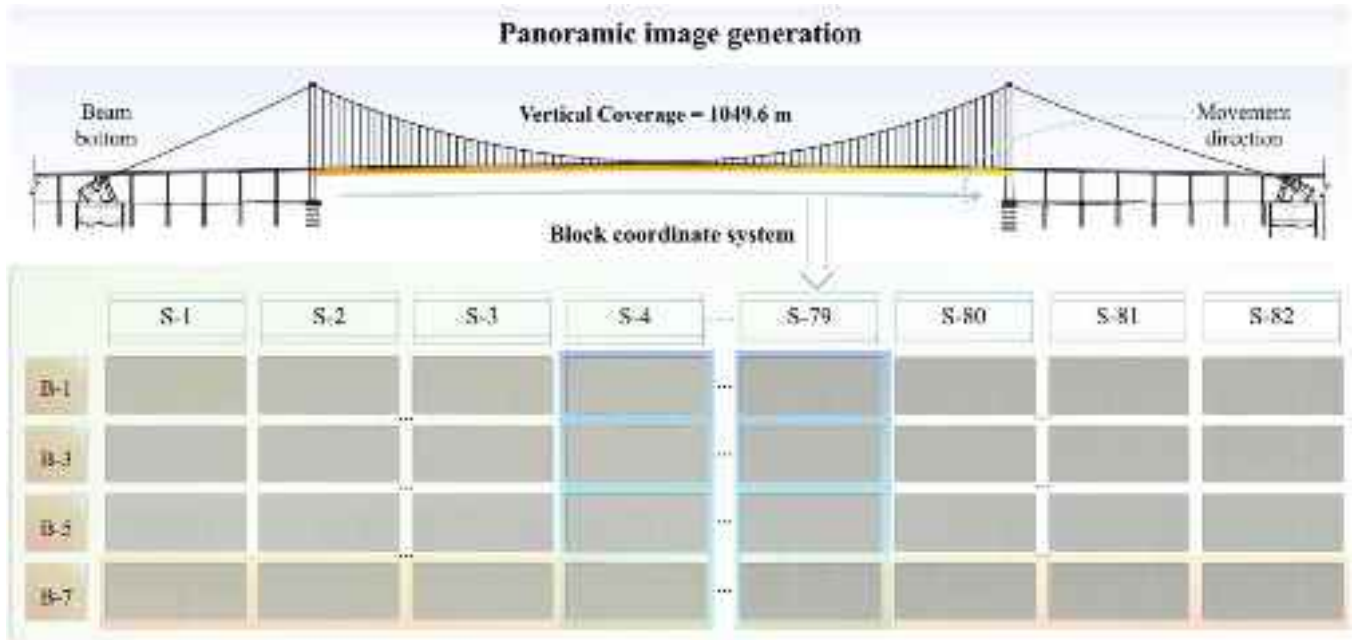 Panoramic image generation
Vertical Coverage = 1049.6 m
Beam
bottom
Movement
direction
Block coordinate system
S-1 S-2 S-3 S-4 ... S-79 S-80 S-81 S-82
B-1 ...
...
B-3 ...
...
B-5 ...
...
B-7 ...